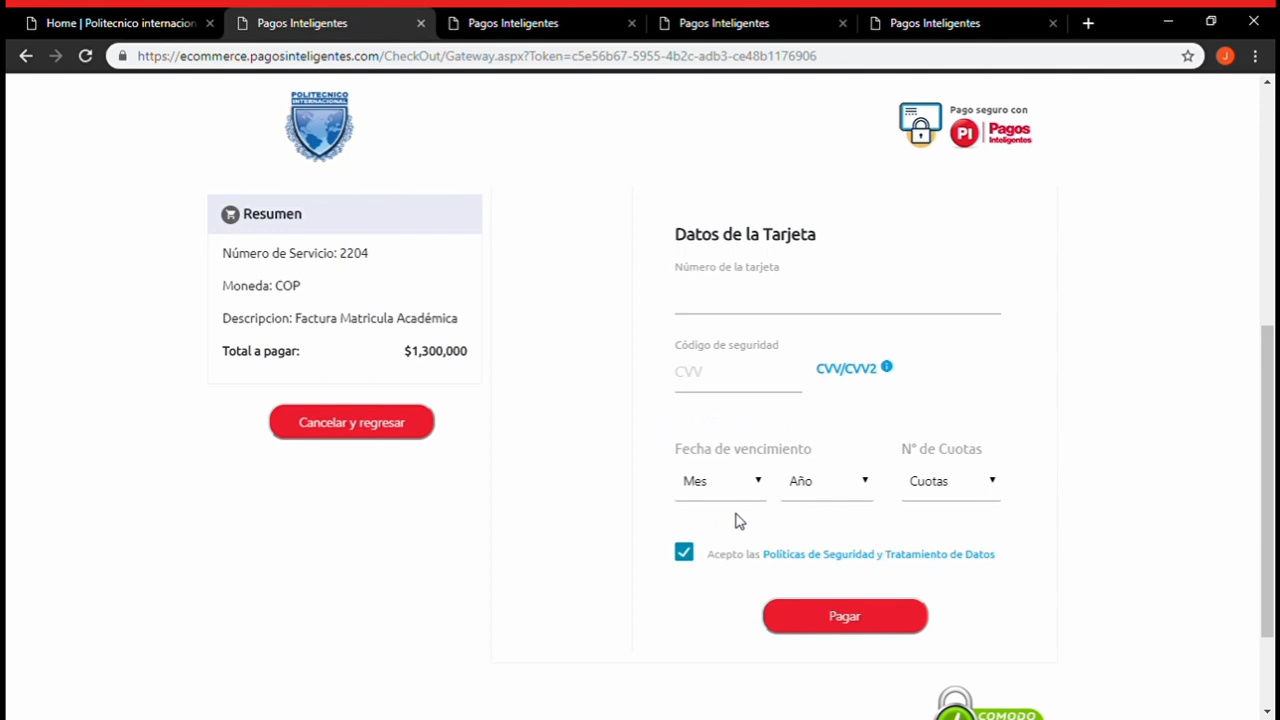 Home | Politecnico internacion
Pagos Inteligentes
Pagos Inteligentes
Pagos Inteligentes
Pagos Inteligentes
https://ecommerce.pagosinteligentes.com/CheckOut/Gateway.aspx?Token=c5e56b67-5955-4b2c-adb3-ce48b1176906
J
POLITECNICO
INTERNACIONAL
Pago seguro con
PI Pagos
Inteligentes
Resumen
Número de Servicio: 2204
Moneda: COP
Descripcion: Factura Matricula Académica
Total a pagar: $1,300,000
Cancelar y regresar
Datos de la Tarjeta
Número de la tarjeta
Código de seguridad
CVV CVV/CVV2
Fecha de vencimiento N° de Cuotas
Mes Año Cuotas
Acepto las Políticas de Seguridad y Tratamiento de Datos
Pagar
COMODO